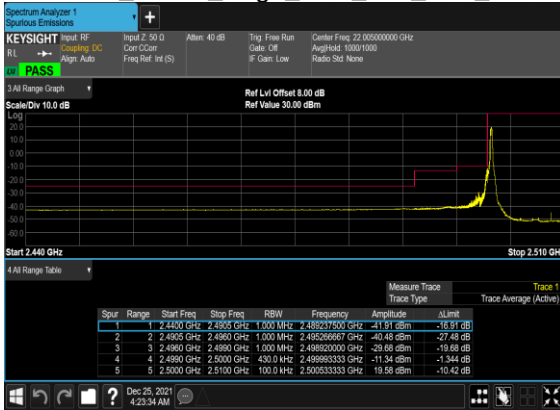 Spectrum Analyzer 1
Spurious Emissions
KEYSIGHT Input: RF Input Z: 50 Ω Atten: 40 dB Trig: Free Run Center Freq: 22.005000000 GHz
RL Coupling: DC Corr CCorr Gate: Off Avg|Hold: 1000/1000
Align: Auto Freq Ref: Int (S) IF Gain: Low Radio Std: None
PASS
3 All Range Graph
Ref Lvl Offset 8.00 dB
Scale/Div 10.0 dB Ref Value 30.00 dBm
Log
20.0
10.0
0.00
-10.0
-20.0
-30.0
-40.0
-50.0
-60.0
Start 2.440 GHz Stop 2.510 GH
4 All Range Table
Measure Trace Trace 1
Trace Type Trace Average (Active)
Spur Range Start Freq Stop Freq RBW Frequency Amplitude ΔLimit
1 1 2.4400 GHz 2.4905 GHz 1.000 MHz 2.489237500 GHz -41.91 dBm -16.91 dB
2 2 2.4905 GHz 2.4960 GHz 1.000 MHz 2.495266667 GHz -40.48 dBm -27.48 dB
3 3 2.4960 GHz 2.4990 GHz 1.000 MHz 2.498920000 GHz -29.68 dBm -19.68 dB
4 4 2.4990 GHz 2.5000 GHz 430.0 kHz 2.499993333 GHz -11.34 dBm -1.344 dB
5 5 2.5000 GHz 2.5100 GHz 100.0 kHz 2.500533333 GHz 19.58 dBm -10.42 dB
? Dec 25, 2021
4:23:34 AM